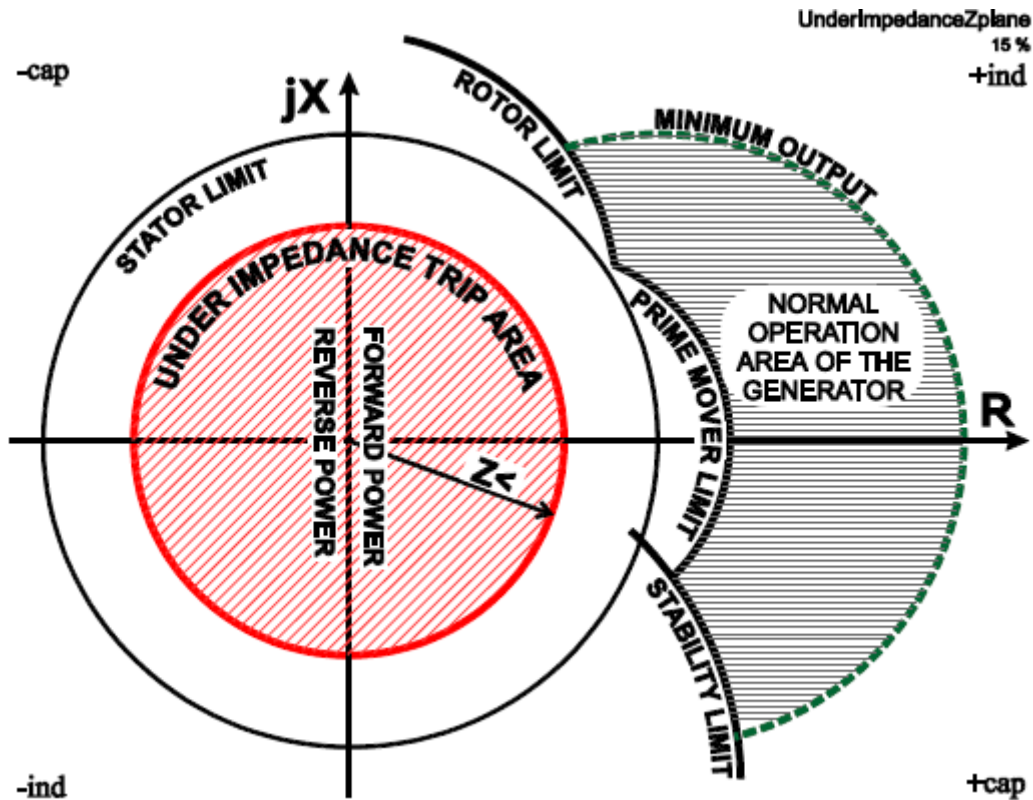 UnderImpedanceZplane
15 %
-cap
+ind
jX
ROTOR LIMIT
MINIMUM OUTPUT
STATOR LIMIT
UNDER IMPEDANCE TRIP AREA
PRIME MOVER LIMIT
NORMAL
OPERATION
AREA OF THE
GENERATOR
R
FORWARD POWER
REVERSE POWER
Z<
STABILITY LIMIT
-ind
+cap